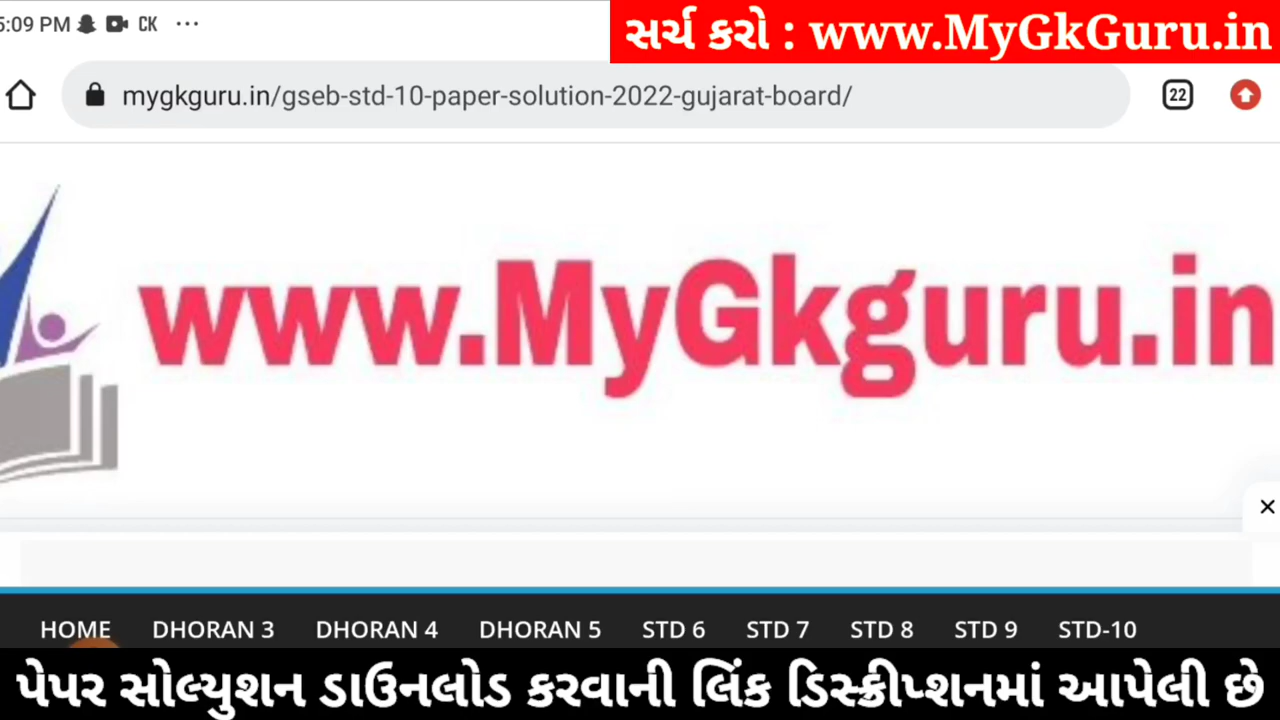 5:09 PM CK ...
સર્ચ કરો : www.MyGkGuru.in
mygkguru.in/gseb-std-10-paper-solution-2022-gujarat-board/
22
www.MyGkguru.in
HOME DHORAN 3 DHORAN 4 DHORAN 5 STD 6 STD 7 STD 8 STD 9 STD-10
પેપર સોલ્યુશન ડાઉનલોડ કરવાની લિંક ડિસ્ક્રીપ્શનમાં આપેલી છે